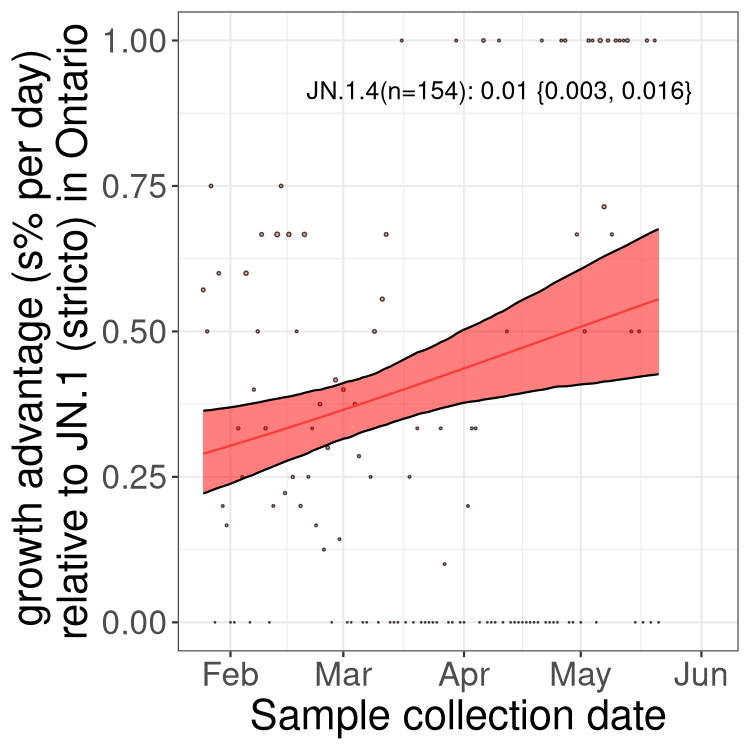 growth advantage (s% per day)
relative to JN.1 (stricto) in Ontario
1.00
0.75
0.50
0.25
0.00
JN.1.4(n=154): 0.01 {0.003, 0.016}
Feb Mar Apr May Jun
Sample collection date